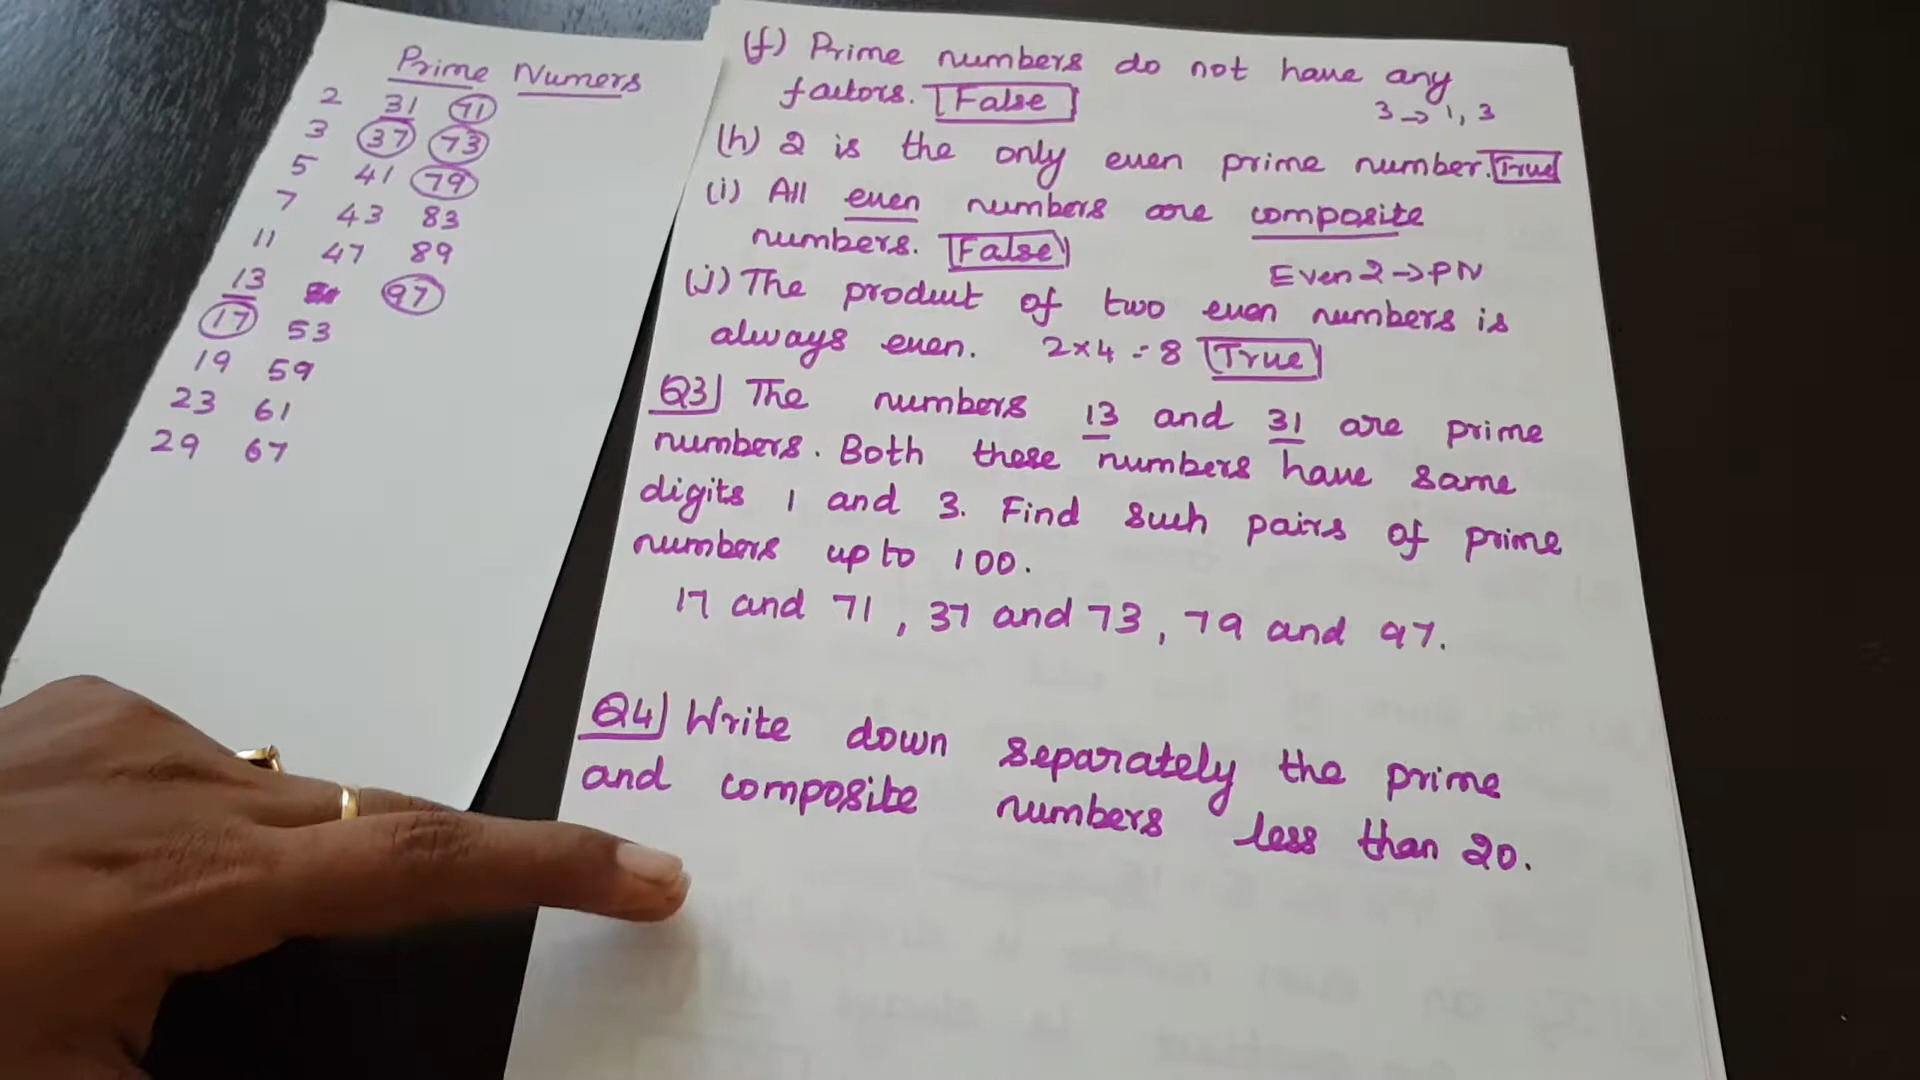 Prime Numers
2 31 71
3 37 73
5 41 79
7 43 83
11 47 89
13 97
17 53
19 59
23 61
29 67
(f) Prime numbers do not have any
factors. False
3 → 1, 3
(h) 2 is the only even prime number. True
(i) All even numbers are composite
numbers. False
Even 2 → PN
(j) The product of two even numbers is
always even. 2×4 = 8 True
Q3) The numbers 13 and 31 are prime
numbers. Both these numbers have same
digits 1 and 3. Find such pairs of prime
numbers upto 100.
17 and 71, 37 and 73, 79 and 97.
Q4) Write down separately the prime
and composite numbers less than 20.